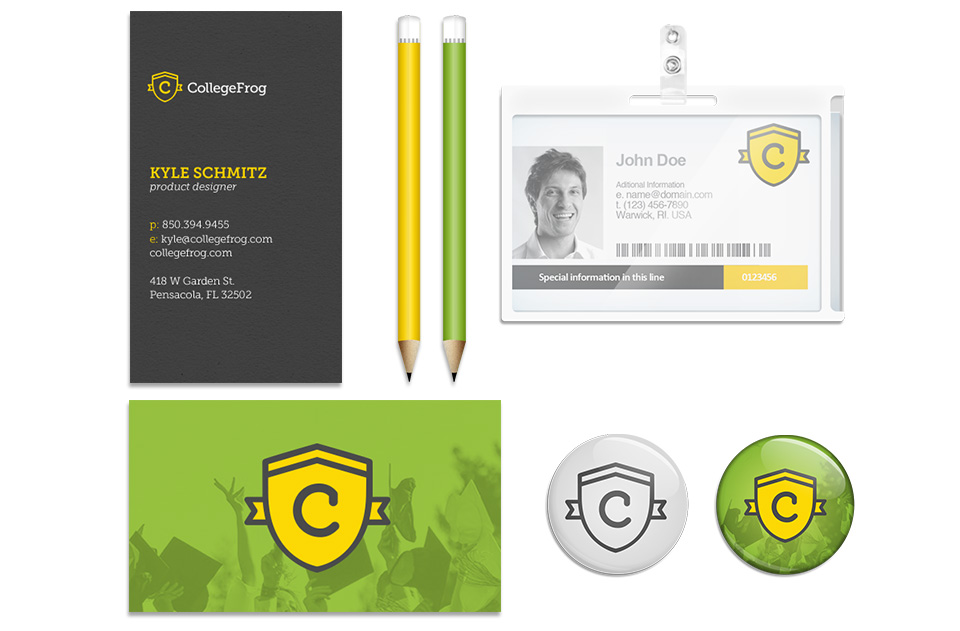 C CollegeFrog
KYLE SCHMITZ
product designer
p: 850.394.9455
e: kyle@collegefrog.com
collegefrog.com
418 W Garden St.
Pensacola, FL 32502
C
John Doe
Aditional Information
e. name@domain.com
t. (123) 456-7890
Warwick, RI. USA
Special information in this line 0123456
C
C
C